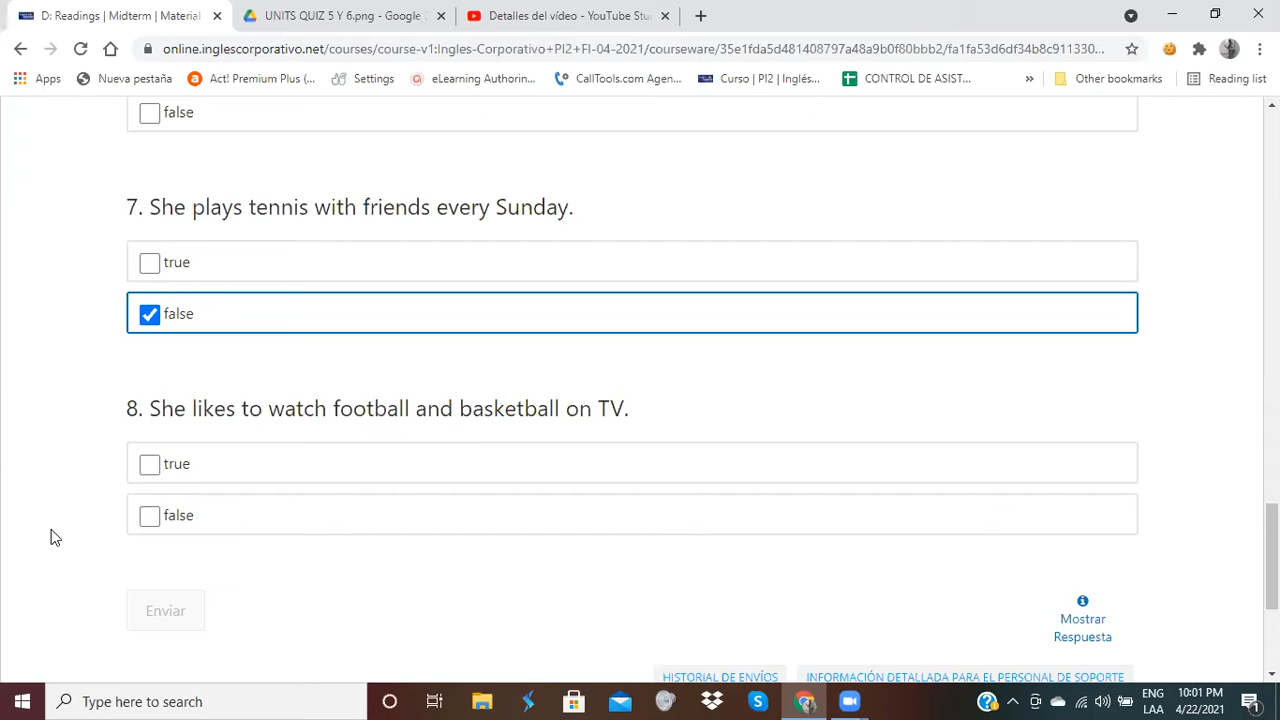 D: Readings | Midterm | Material
UNITS QUIZ 5 Y 6.png - Google
Detalles del vídeo - YouTube Stu
online.inglescorporativo.net/courses/course-v1:Ingles-Corporativo+PI2+FI-04-2021/courseware/35e1fda5d481408797a48a9b0f80bbb2/fa1fa53d6df34b8c911330...
Apps
Nueva pestaña
Act! Premium Plus (...
Settings
eLearning Authorin...
CallTools.com Agen...
Curso | PI2 | Inglés...
CONTROL DE ASIST...
»
Other bookmarks
Reading list
false
7. She plays tennis with friends every Sunday.
true
false
8. She likes to watch football and basketball on TV.
true
false
Enviar
Mostrar
Respuesta
HISTORIAL DE ENVÍOS
INFORMACIÓN DETALLADA PARA EL PERSONAL DE SOPORTE
Type here to search
ENG
LAA
10:01 PM
4/22/2021
1